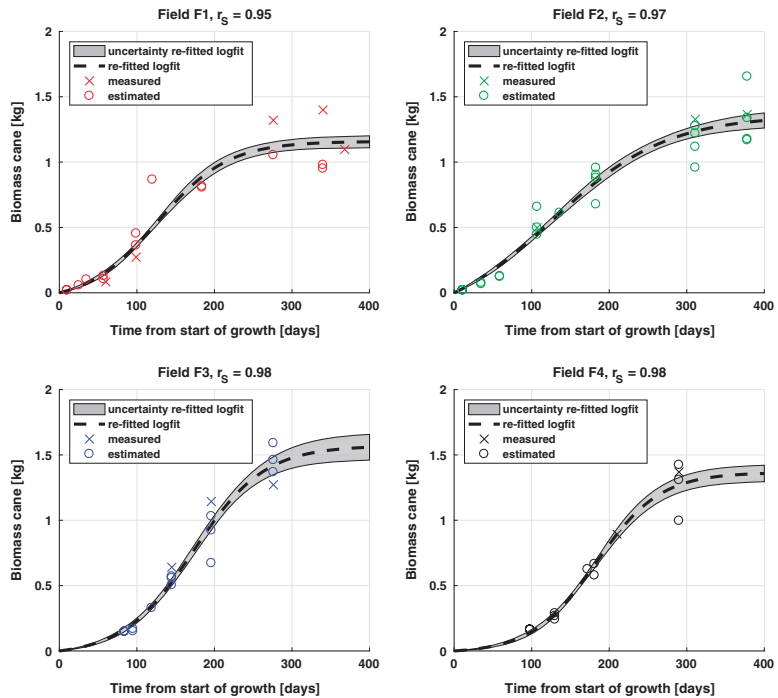 Field F1, r_S = 0.95
2
1.5
1
0.5
0
Biomass cane [kg]
uncertainty re-fitted logfit
re-fitted logfit
measured
estimated
0 100 200 300 400
Time from start of growth [days]
Field F2, r_S = 0.97
2
1.5
1
0.5
0
Biomass cane [kg]
uncertainty re-fitted logfit
re-fitted logfit
measured
estimated
0 100 200 300 400
Time from start of growth [days]
Field F3, r_S = 0.98
2
1.5
1
0.5
0
Biomass cane [kg]
uncertainty re-fitted logfit
re-fitted logfit
measured
estimated
0 100 200 300 400
Time from start of growth [days]
Field F4, r_S = 0.98
2
1.5
1
0.5
0
Biomass cane [kg]
uncertainty re-fitted logfit
re-fitted logfit
measured
estimated
0 100 200 300 400
Time from start of growth [days]